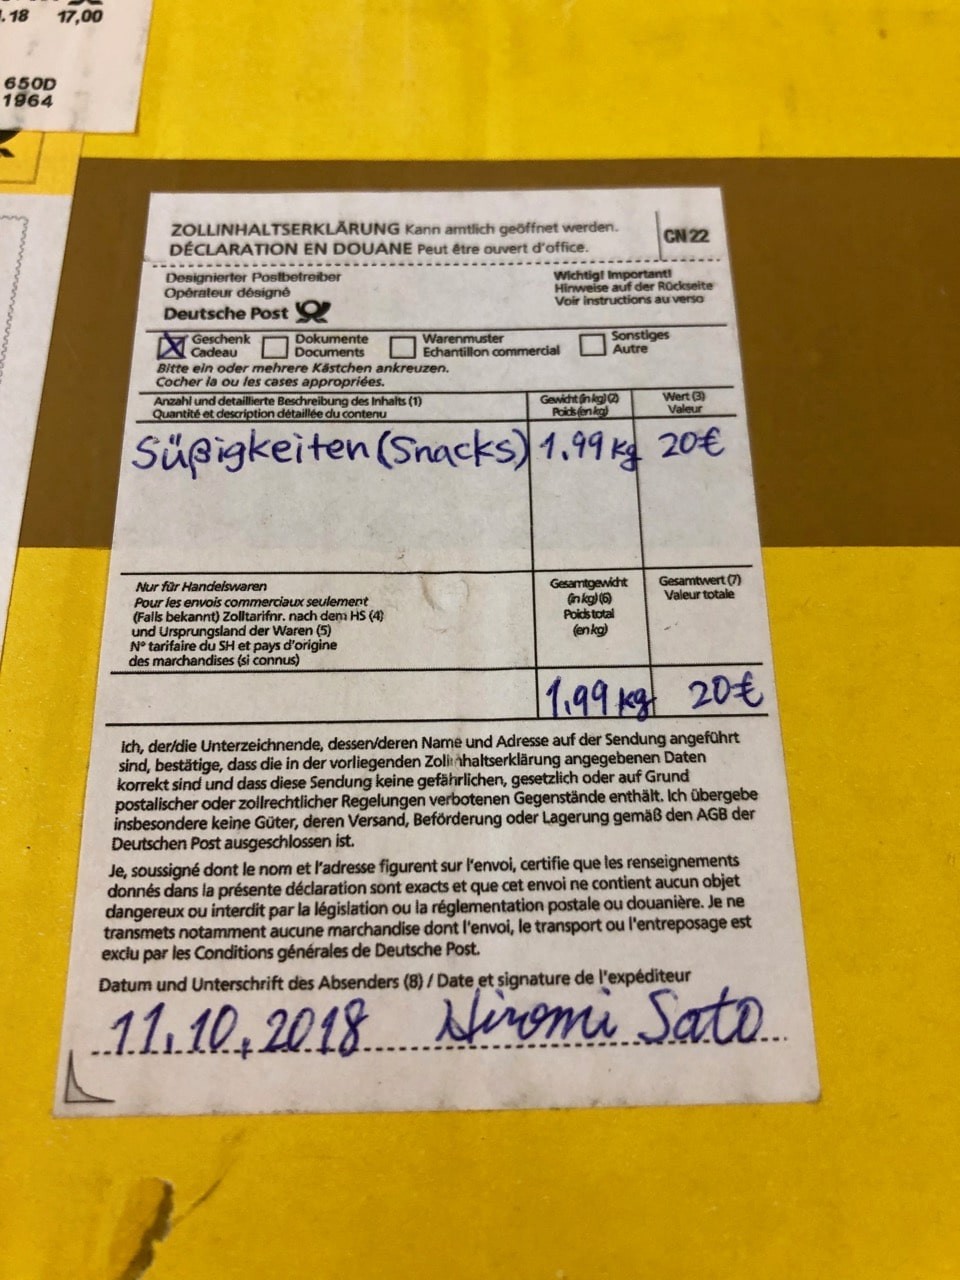 .18 17,00
650D
1964
ZOLLINHALTSERKLÄRUNG Kann amtlich geöffnet werden.
DÉCLARATION EN DOUANE Peut être ouvert d'office.
CN 22
Designierter Postbetreiber
Opérateur désigné
Deutsche Post
Wichtig! Important!
Hinweise auf der Rückseite
Voir instructions au verso
Geschenk
Cadeau
Dokumente
Documents
Warenmuster
Echantillon commercial
Sonstiges
Autre
Bitte ein oder mehrere Kästchen ankreuzen.
Cocher la ou les cases appropriées.
Anzahl und detaillierte Beschreibung des Inhalts (1)
Quantité et description détaillée du contenu
Gewicht (in kg) (2)
Poids (en kg)
Wert (3)
Valeur
Süßigkeiten (Snacks) 1.99 kg 20€
Nur für Handelswaren
Pour les envois commerciaux seulement
(Falls bekannt) Zolltarifnr. nach dem HS (4)
und Ursprungsland der Waren (5)
N° tarifaire du SH et pays d'origine
des marchandises (si connus)
Gesamtgewicht
(in kg) (6)
Poids total
(en kg)
Gesamtwert (7)
Valeur totale
1.99 kg 20€
Ich, der/die Unterzeichnende, dessen/deren Name und Adresse auf der Sendung angeführt
sind, bestätige, dass die in der vorliegenden Zollinhaltserklärung angegebenen Daten
korrekt sind und dass diese Sendung keine gefährlichen, gesetzlich oder auf Grund
postalischer oder zollrechtlicher Regelungen verbotenen Gegenstände enthält. Ich übergebe
insbesondere keine Güter, deren Versand, Beförderung oder Lagerung gemäß den AGB der
Deutschen Post ausgeschlossen ist.
Je, soussigné dont le nom et l'adresse figurent sur l'envoi, certifie que les renseignements
donnés dans la présente déclaration sont exacts et que cet envoi ne contient aucun objet
dangereux ou interdit par la législation ou la réglementation postale ou douanière. Je ne
transmets notamment aucune marchandise dont l'envoi, le transport ou l'entreposage est
exclu par les Conditions générales de Deutsche Post.
Datum und Unterschrift des Absenders (8) / Date et signature de l'expéditeur
11.10.2018 Hiromi Sato